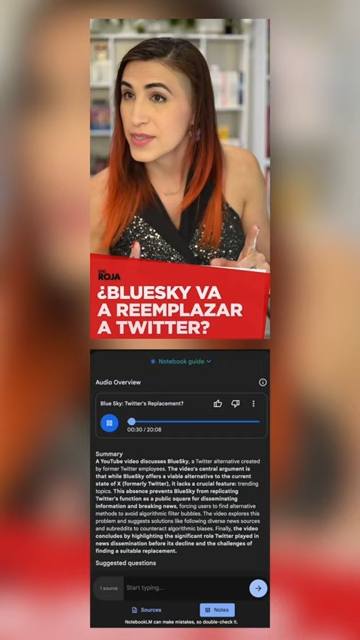 ROJA
¿BLUESKY VA
A REEMPLAZAR
A TWITTER?
Notebook guide
Audio Overview
Blue Sky: Twitter's Replacement?
00:30 / 20:08
Summary
A YouTube video discusses BlueSky, a Twitter alternative
created by former Twitter employees. The video's central argument is
that while BlueSky offers a viable alternative to the current
state of X (formerly Twitter), it lacks a crucial feature: trending
topics. This absence prevents BlueSky from replicating
Twitter's function as a public square for disseminating
information and breaking news, forcing users to find alternative
methods to avoid algorithmic filter bubbles. The video explores this
problem and suggests solutions like following diverse news sources
and subreddits to counteract algorithmic biases. Finally, the video
concludes by highlighting the significant role Twitter played in
news dissemination before its decline and the challenges of
finding a suitable replacement.
Suggested questions
1 source
Start typing...
Sources
Notes
NotebookLM can make mistakes, so double-check it.